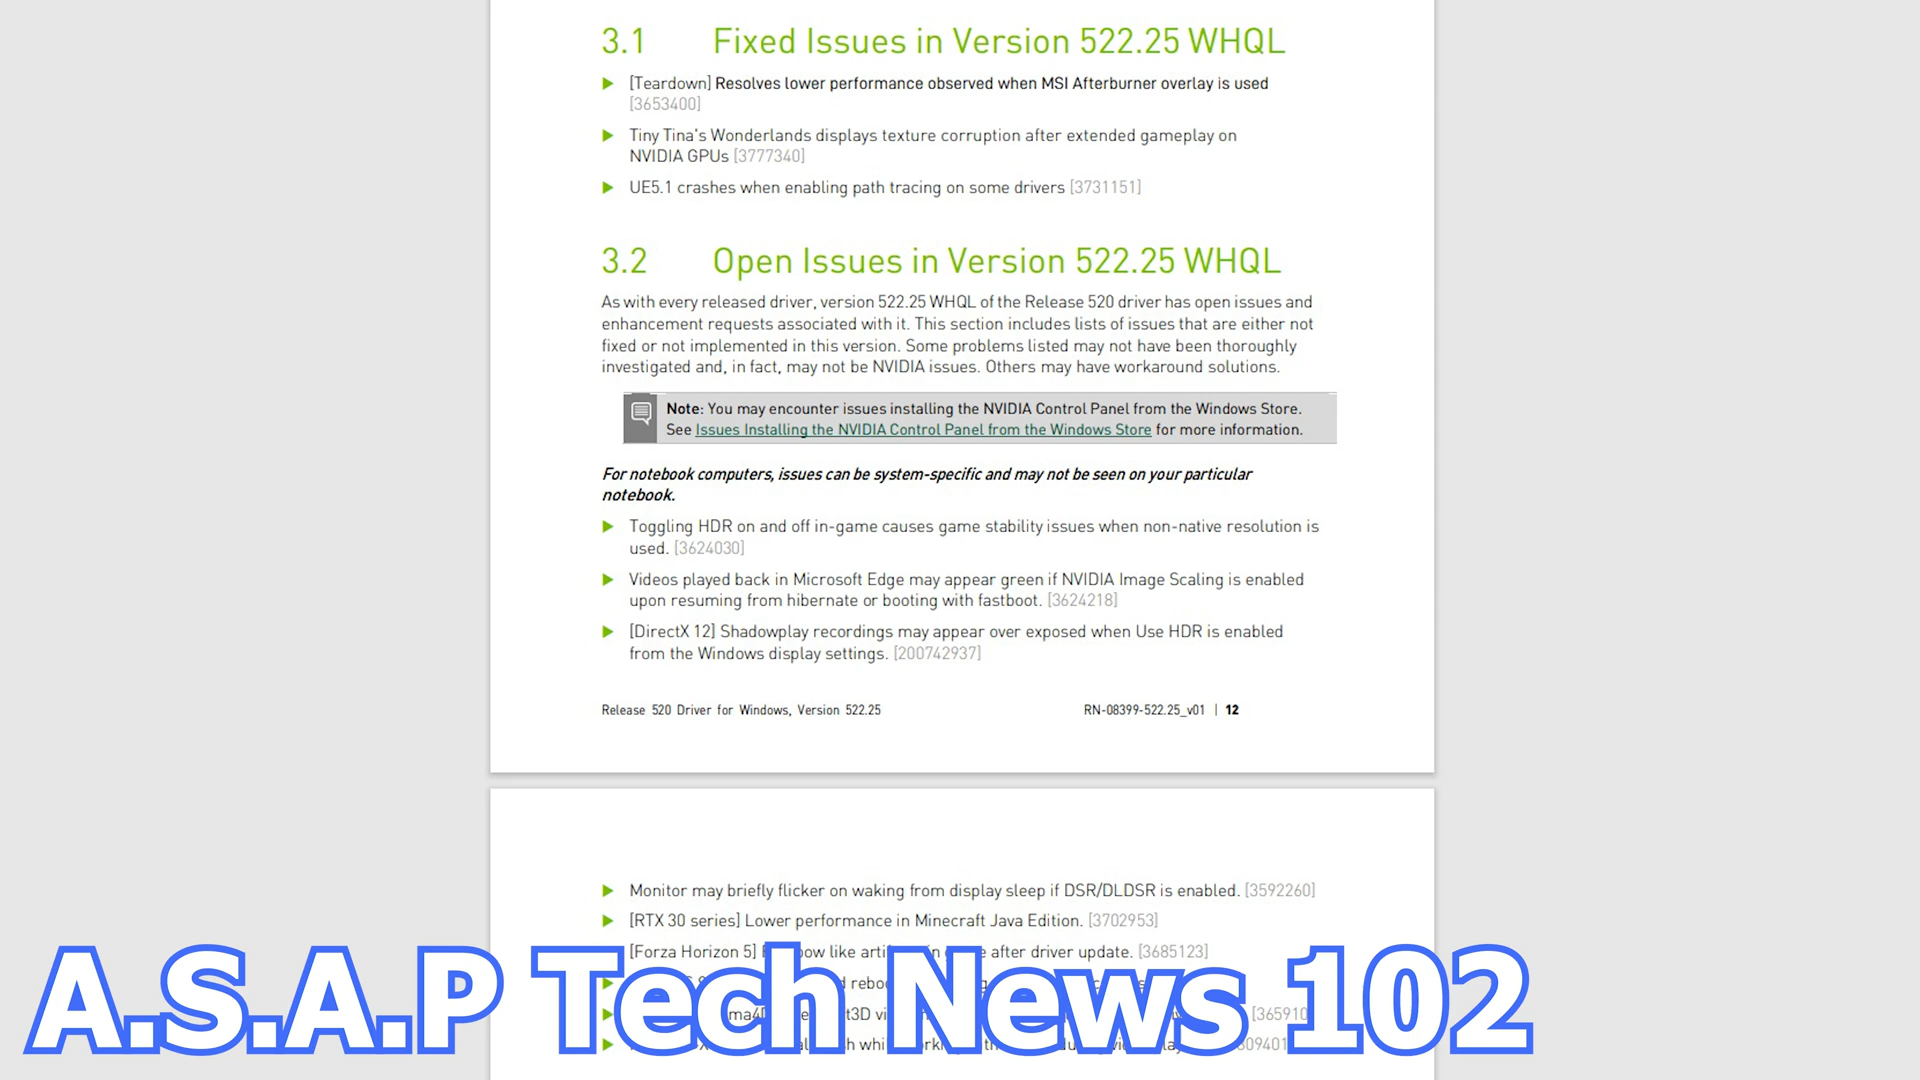 3.1 Fixed Issues in Version 522.25 WHQL
[Teardown] Resolves lower performance observed when MSI Afterburner overlay is used
[3653400]
Tiny Tina's Wonderlands displays texture corruption after extended gameplay on
NVIDIA GPUs [3777340]
UE5.1 crashes when enabling path tracing on some drivers [3731151]
3.2 Open Issues in Version 522.25 WHQL
As with every released driver, version 522.25 WHQL of the Release 520 driver has open issues and
enhancement requests associated with it. This section includes lists of issues that are either not
fixed or not implemented in this version. Some problems listed may not have been thoroughly
investigated and, in fact, may not be NVIDIA issues. Others may have workaround solutions.
Note: You may encounter issues installing the NVIDIA Control Panel from the Windows Store.
See Issues Installing the NVIDIA Control Panel from the Windows Store for more information.
For notebook computers, issues can be system-specific and may not be seen on your particular
notebook.
Toggling HDR on and off in-game causes game stability issues when non-native resolution is
used. [3624030]
Videos played back in Microsoft Edge may appear green if NVIDIA Image Scaling is enabled
upon resuming from hibernate or booting with fastboot. [3624218]
[DirectX 12] Shadowplay recordings may appear over exposed when Use HDR is enabled
from the Windows display settings. [200742937]
Release 520 Driver for Windows, Version 522.25 RN-08399-522.25_v01 | 12
Monitor may briefly flicker on waking from display sleep if DSR/DLDSR is enabled. [3592260]
[RTX 30 series] Lower performance in Minecraft Java Edition. [3702953]
[Forza Horizon 5] like after driver update. [3685123]
A.S.A.P Tech News 102